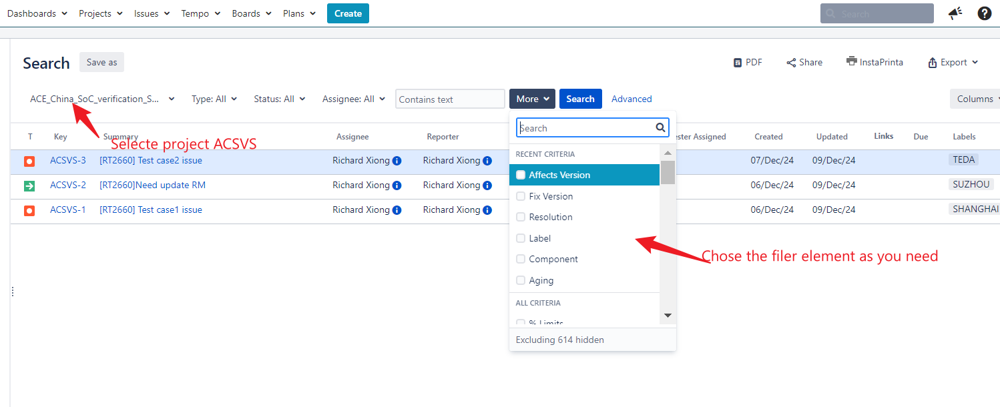 Dashboards Projects Issues Tempo Boards Plans Create Search
Search Save as PDF Share InstaPrinta Export
ACE_China_SoC_verification_S... Type: All Status: All Assignee: All Contains text More Search Advanced Columns
Search
Selecte project ACSVS
T Key Summary Assignee Reporter Assigned Created Updated Links Due Labels
RECENT CRITERIA
ACSVS-3 [RT2660] Test case2 issue Richard Xiong Richard Xiong 07/Dec/24 09/Dec/24 TEDA
Affects Version
ACSVS-2 [RT2660]Need update RM Richard Xiong Richard Xiong 06/Dec/24 09/Dec/24 SUZHOU
Fix Version
ACSVS-1 [RT2660] Test case1 issue Richard Xiong Richard Xiong 06/Dec/24 09/Dec/24 SHANGHAI
Resolution
Label
Chose the filer element as you need
Component
Aging
ALL CRITERIA
% Limits
Excluding 614 hidden